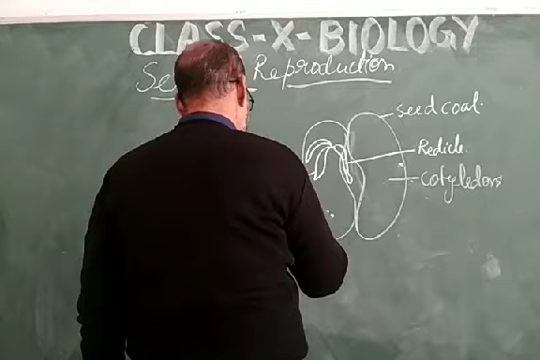 CLASS-X-BIOLOGY
Reproduction
seed coat
Redicle
cotyledons